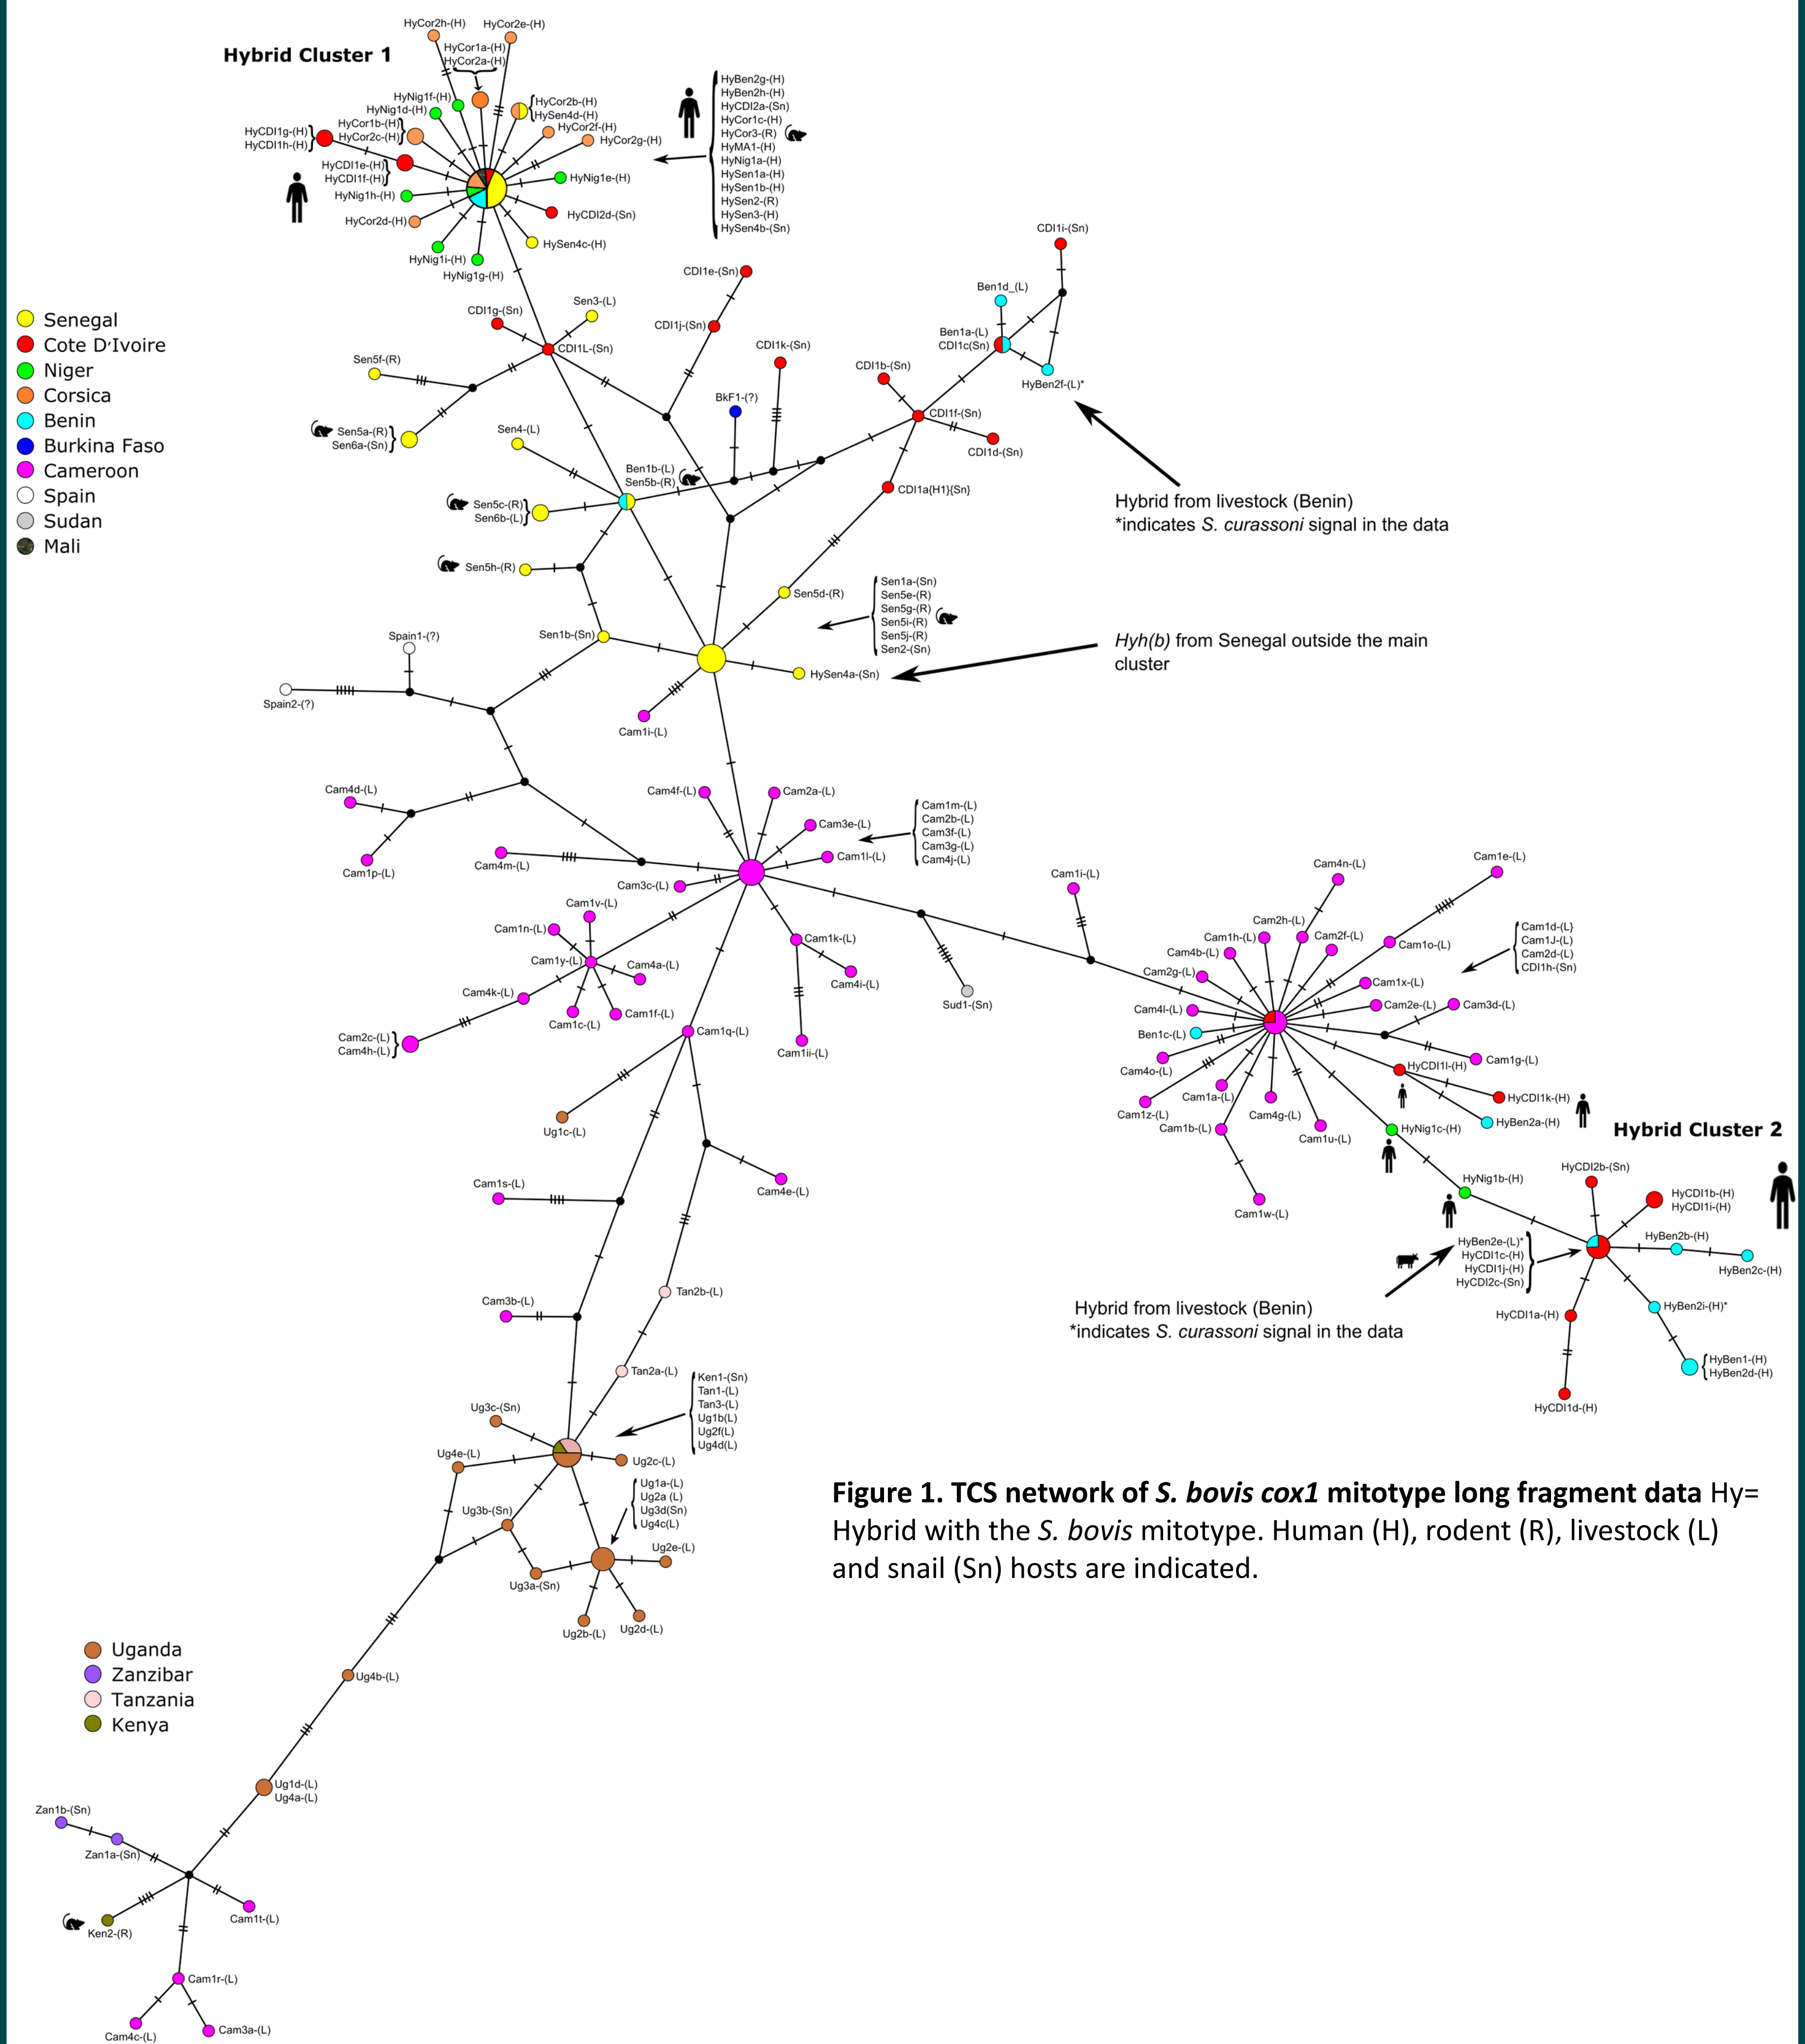 Hybrid Cluster 1
HyCor2h-(H)
HyCor2e-(H)
HyCor1a-(H)
HyCor2a-(H)
HyNig1f-(H)
HyNig1d-(H)
HyCor2b-(H)
HySen4d-(H)
HyCor1b-(H)
HyCor2c-(H)
HyCor2f-(H)
HyCor2g-(H)
HyCDI1g-(H)
HyCDI1h-(H)
HyCDI1e-(H)
HyCDI1f-(H)
HyNig1e-(H)
HyNig1h-(H)
HyCDI2d-(Sn)
HyCor2d-(H)
HySen4c-(H)
HyNig1i-(H)
HyNig1g-(H)
HyBen2g-(H)
HyBen2h-(H)
HyCDI2a-(Sn)
HyCor1c-(H)
HyCor3-(R)
HyMA1-(H)
HyNig1a-(H)
HySen1a-(H)
HySen1b-(H)
HySen2-(R)
HySen3-(H)
HySen4b-(Sn)
Senegal
Cote D'Ivoire
Niger
Corsica
Benin
Burkina Faso
Cameroon
Spain
Sudan
Mali
CDI1e-(Sn)
CDI1g-(Sn)
Sen3-(L)
CDI1j-(Sn)
CDI1L-(Sn)
Sen5f-(R)
CDI1k-(Sn)
Sen5a-(R)
Sen6a-(Sn)
Sen4-(L)
BkF1-(?)
Ben1b-(L)
Sen5b-(R)
Sen5c-(R)
Sen6b-(L)
Sen5h-(R)
CDI1i-(Sn)
Ben1d_(L)
Ben1a-(L)
CDI1c(Sn)
HyBen2f-(L)*
CDI1b-(Sn)
CDI1f-(Sn)
CDI1d-(Sn)
CDI1a{H1}{Sn}
Hybrid from livestock (Benin)
*indicates S. curassoni signal in the data
Sen5d-(R)
Sen1a-(Sn)
Sen5e-(R)
Sen5g-(R)
Sen5i-(R)
Sen5j-(R)
Sen2-(Sn)
Hyh(b) from Senegal outside the main
cluster
Sen1b-(Sn)
HySen4a-(Sn)
Spain1-(?)
Spain2-(?)
Cam1i-(L)
Cam4d-(L)
Cam1p-(L)
Cam4f-(L)
Cam2a-(L)
Cam3e-(L)
Cam1l-(L)
Cam1m-(L)
Cam2b-(L)
Cam3f-(L)
Cam3g-(L)
Cam4j-(L)
Cam4m-(L)
Cam3c-(L)
Cam1v-(L)
Cam1n-(L)
Cam1y-(L)
Cam4a-(L)
Cam4k-(L)
Cam1c-(L)
Cam1f-(L)
Cam2c-(L)
Cam4h-(L)
Cam1k-(L)
Cam4i-(L)
Cam1ii-(L)
Sud1-(Sn)
Cam1i-(L)
Cam4n-(L)
Cam1e-(L)
Cam2h-(L)
Cam1h-(L)
Cam2f-(L)
Cam4b-(L)
Cam1o-(L)
Cam2g-(L)
Cam1x-(L)
Cam4l-(L)
Cam2e-(L)
Cam3d-(L)
Ben1c-(L)
Cam1g-(L)
Cam4o-(L)
HyCDI1l-(H)
Cam1z-(L)
Cam1a-(L)
Cam4g-(L)
Cam1u-(L)
Cam1b-(L)
Cam1w-(L)
HyCDI1k-(H)
HyBen2a-(H)
HyNig1c-(H)
Cam1d-(L)
Cam1J-(L)
Cam2d-(L)
CDI1h-(Sn)
Hybrid Cluster 2
HyNig1b-(H)
HyCDI2b-(Sn)
HyCDI1b-(H)
HyCDI1i-(H)
HyBen2b-(H)
HyBen2c-(H)
HyBen2e-(L)*
HyCDI1c-(H)
HyCDI1j-(H)
HyCDI2c-(Sn)
HyBen2i-(H)*
HyCDI1a-(H)
HyBen1-(H)
HyBen2d-(H)
HyCDI1d-(H)
Hybrid from livestock (Benin)
*indicates S. curassoni signal in the data
Cam1q-(L)
Ug1c-(L)
Cam4e-(L)
Cam1s-(L)
Tan2b-(L)
Cam3b-(L)
Tan2a-(L)
Ken1-(Sn)
Tan1-(L)
Tan3-(L)
Ug1b(L)
Ug2f(L)
Ug4d(L)
Ug3c-(Sn)
Ug4e-(L)
Ug2c-(L)
Ug1a-(L)
Ug2a (L)
Ug3d(Sn)
Ug4c(L)
Ug3b-(Sn)
Ug2e-(L)
Ug3a-(Sn)
Ug2b-(L)
Ug2d-(L)
Figure 1. TCS network of S. bovis cox1 mitotype long fragment data Hy=
Hybrid with the S. bovis mitotype. Human (H), rodent (R), livestock (L)
and snail (Sn) hosts are indicated.
Uganda
Zanzibar
Tanzania
Kenya
Ug4b-(L)
Ug1d-(L)
Ug4a-(L)
Zan1b-(Sn)
Zan1a-(Sn)
Ken2-(R)
Cam1t-(L)
Cam1r-(L)
Cam4c-(L)
Cam3a-(L)